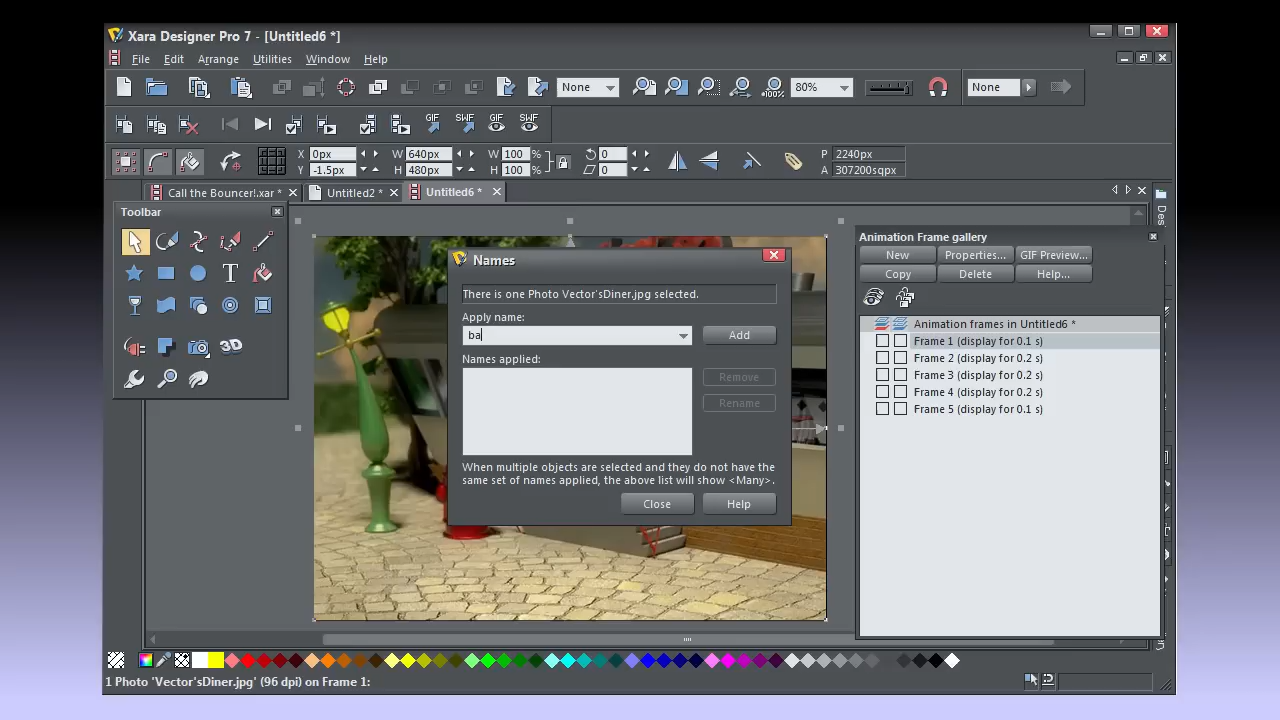 Xara Designer Pro 7 - [Untitled6 *]
File Edit Arrange Utilities Window Help
None 80% None
GIF SWF GIF SWF
X 0px W 640px W 100 % 0 P 2240px
Y -1.5px H 480px H 100 % 0 A 307200sqpx
Call the Bouncer!.xar * Untitled2 * Untitled6 *
Toolbar
Animation Frame gallery
New Properties... GIF Preview...
Copy Delete Help...
Animation frames in Untitled6 *
Frame 1 (display for 0.1 s)
Frame 2 (display for 0.2 s)
Frame 3 (display for 0.2 s)
Frame 4 (display for 0.2 s)
Frame 5 (display for 0.1 s)
Names
There is one Photo Vector'sDiner.jpg selected.
Apply name:
ba
Add
Names applied:
Remove
Rename
When multiple objects are selected and they do not have the
same set of names applied, the above list will show <Many>.
Close Help
3D
Des
1 Photo 'Vector'sDiner.jpg' (96 dpi) on Frame 1: